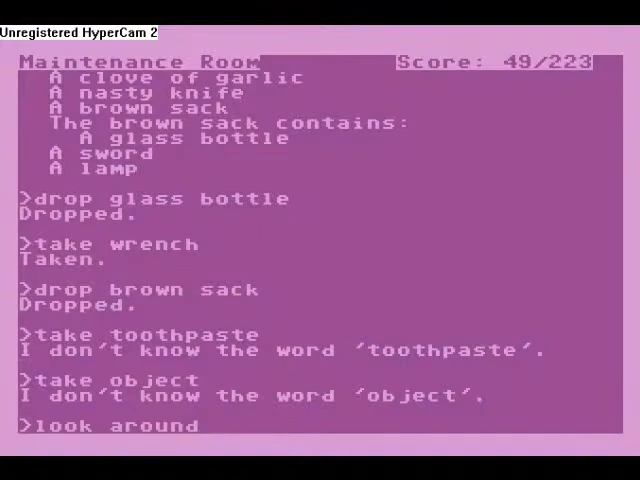 Unregistered HyperCam 2
Maintenance Room Score: 49/223
A clove of garlic
A nasty knife
A brown sack
The brown sack contains:
A glass bottle
A sword
A lamp
>drop glass bottle
Dropped.
>take wrench
Taken.
>drop brown sack
Dropped.
>take toothpaste
I don't know the word 'toothpaste'.
>take object
I don't know the word 'object'.
>look around